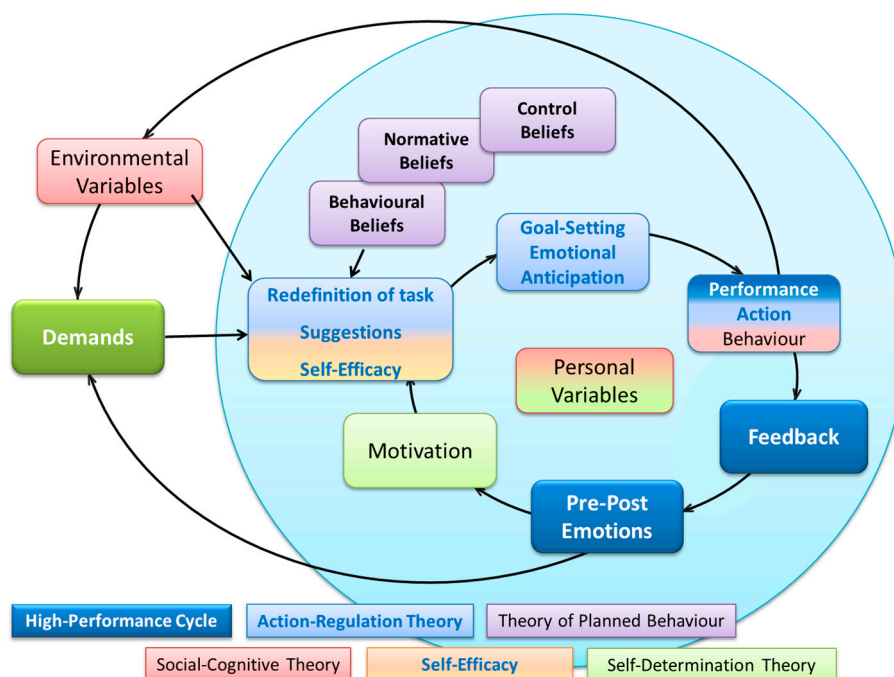 Control
Beliefs
Normative
Beliefs
Behavioural
Beliefs
Environmental
Variables
Goal-Setting
Emotional
Anticipation
Redefinition of task
Suggestions
Self-Efficacy
Performance
Action
Behaviour
Demands
Personal
Variables
Motivation
Feedback
Pre-Post
Emotions
High-Performance Cycle
Action-Regulation Theory
Theory of Planned Behaviour
Social-Cognitive Theory
Self-Efficacy
Self-Determination Theory